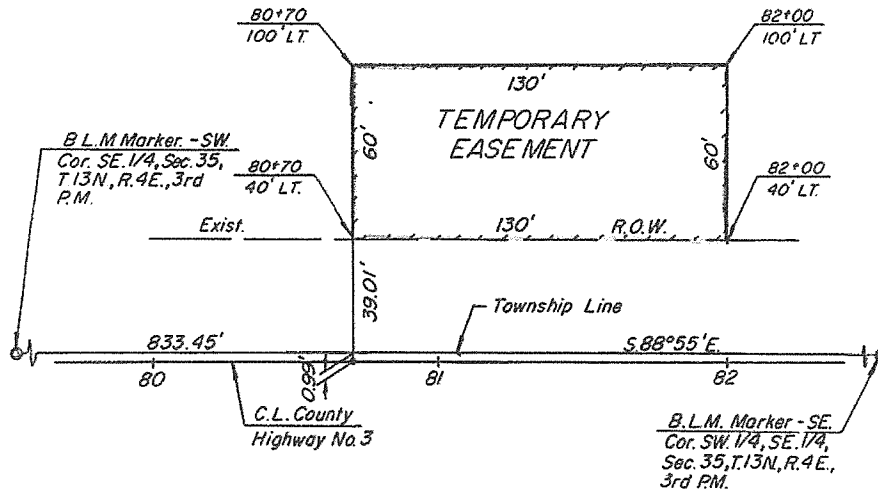 80+70
100' LT.
82+00
100' LT
130'
TEMPORARY
EASEMENT
60'
60'
B L.M Marker. -SW.
Cor. SE.1/4, Sec.35,
T 13N, R.4E., 3rd
P.M.
80+70
40' LT.
82+00
40' LT.
Exist.
130'
R.O.W.
39.01'
Township Line
833.45'
S.88°55'E.
80
0.99'
81
82
C.L. County
Highway No. 3
B.L.M. Marker - SE.
Cor. SW. 1/4, SE.1/4,
Sec. 35, T.13N., R.4E.,
3rd P.M.